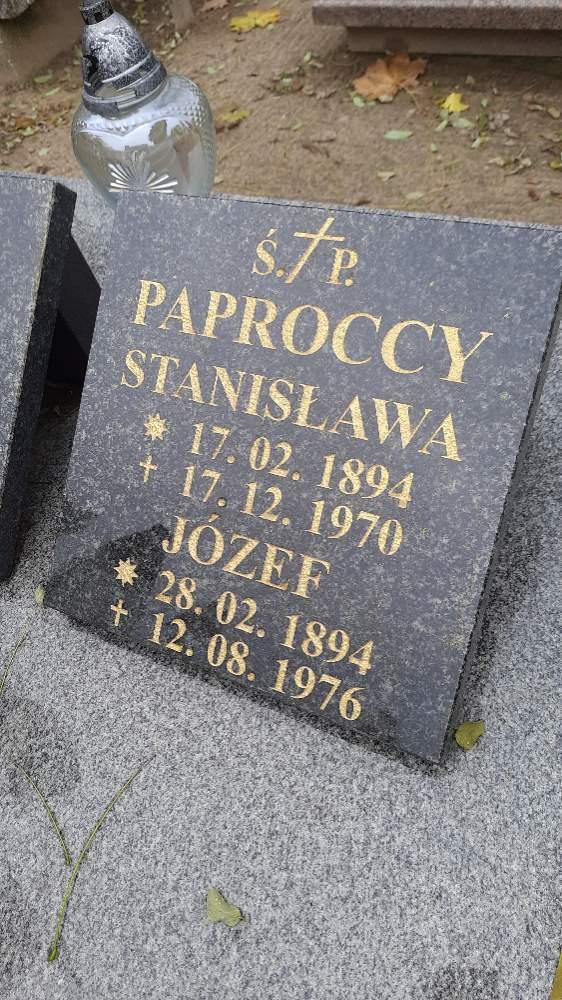 Ś. P.
PAPROCCY
STANISŁAWA
17. 02. 1894
17. 12. 1970
JÓZEF
28. 02. 1894
12. 08. 1976